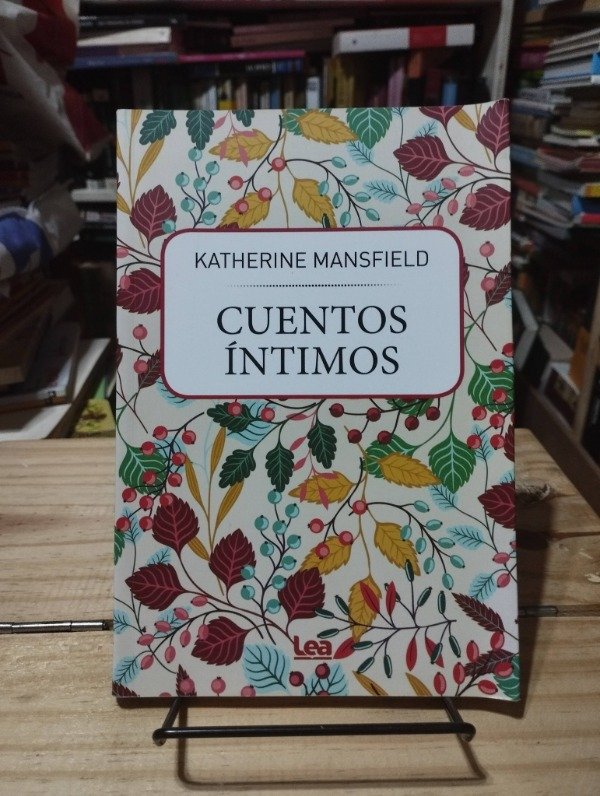 KATHERINE MANSFIELD
CUENTOS
ÍNTIMOS
Lea